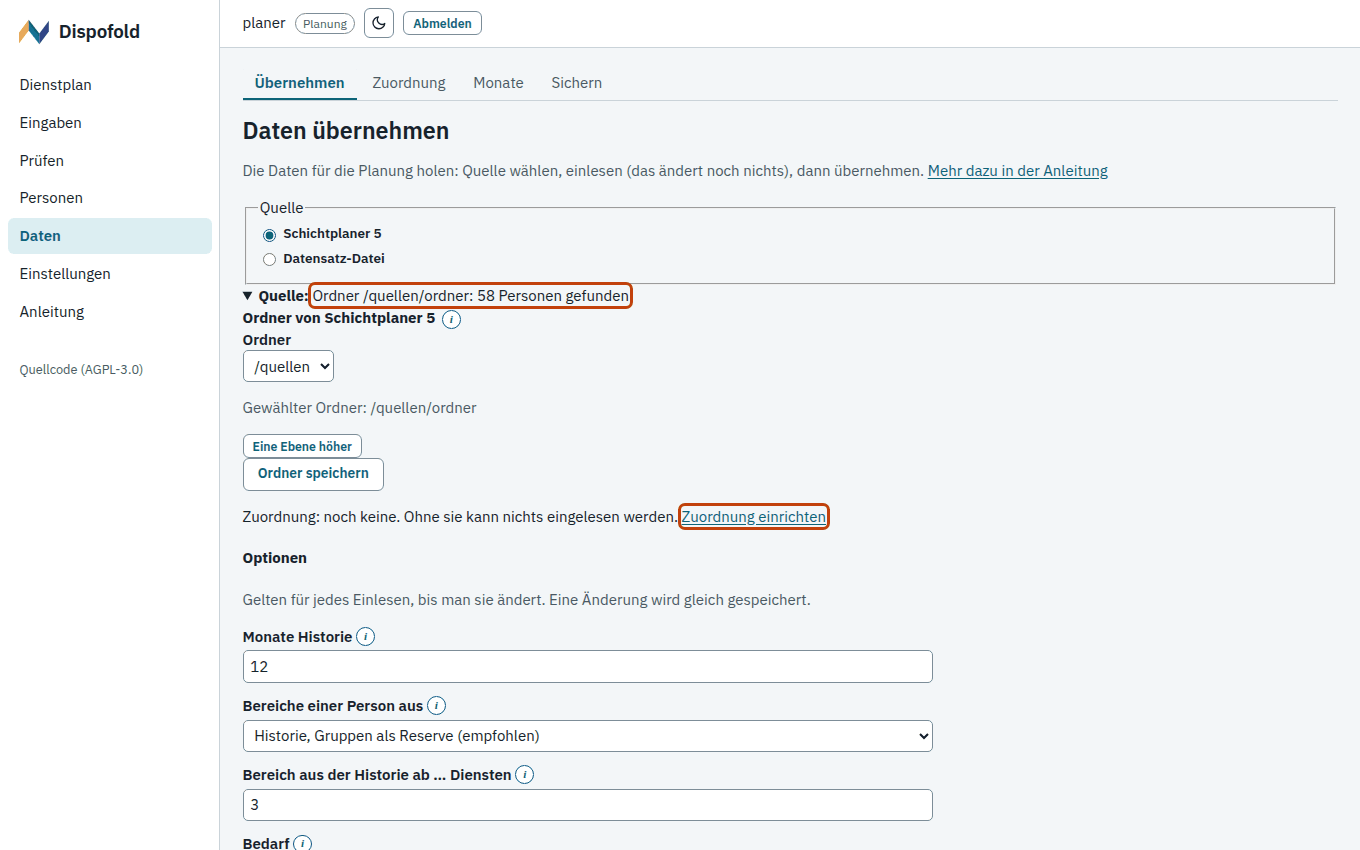 Dispofold
Dienstplan
Eingaben
Prüfen
Personen
Daten
Einstellungen
Anleitung
Quellcode (AGPL-3.0)
planer Planung Abmelden
Übernehmen Zuordnung Monate Sichern
Daten übernehmen
Die Daten für die Planung holen: Quelle wählen, einlesen (das ändert noch nichts), dann übernehmen. Mehr dazu in der Anleitung
Quelle
Schichtplaner 5
Datensatz-Datei
▼ Quelle: Ordner /quellen/ordner: 58 Personen gefunden
Ordner von Schichtplaner 5 i
Ordner
/quellen
Gewählter Ordner: /quellen/ordner
Eine Ebene höher
Ordner speichern
Zuordnung: noch keine. Ohne sie kann nichts eingelesen werden. Zuordnung einrichten
Optionen
Gelten für jedes Einlesen, bis man sie ändert. Eine Änderung wird gleich gespeichert.
Monate Historie i
12
Bereiche einer Person aus i
Historie, Gruppen als Reserve (empfohlen)
Bereich aus der Historie ab ... Diensten i
3
Bedarf i